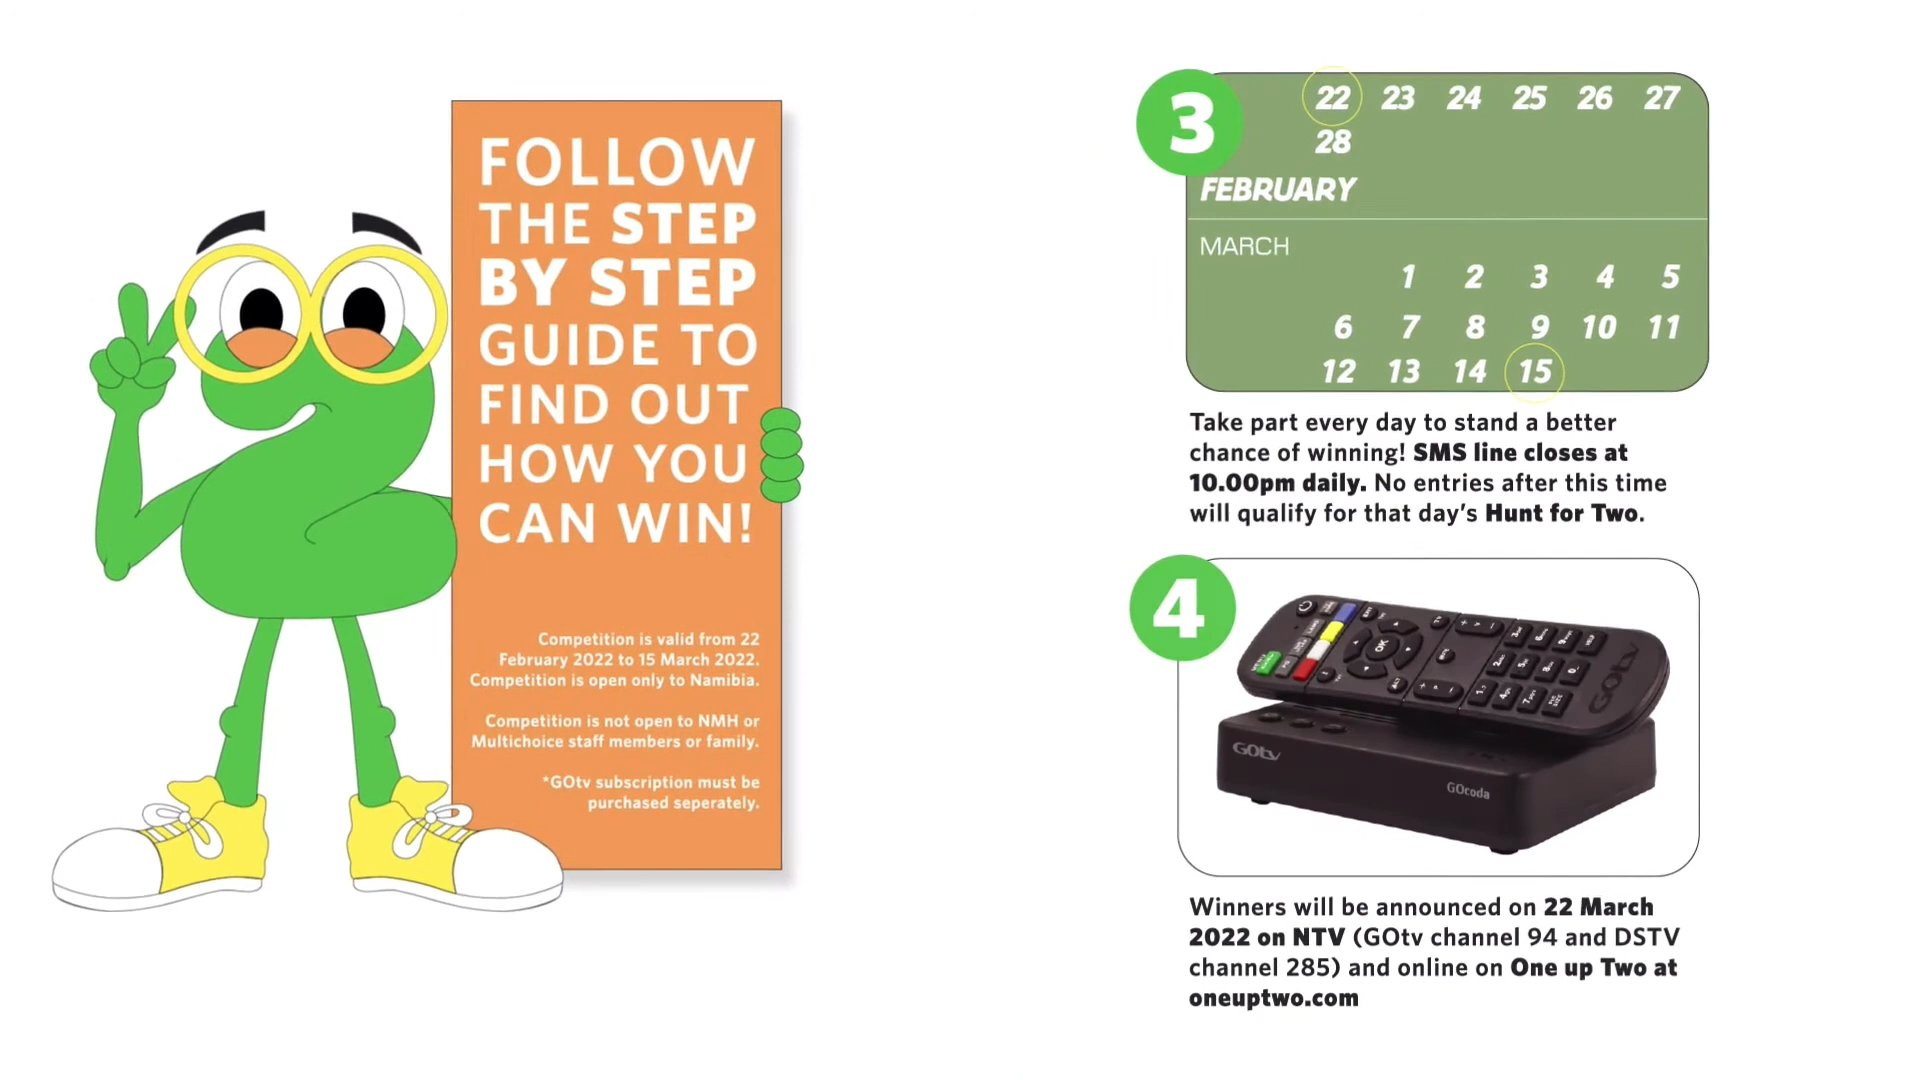 FOLLOW
THE STEP
BY STEP
GUIDE TO
FIND OUT
HOW YOU
CAN WIN!
Competition is valid from 22
February 2022 to 15 March 2022.
Competition is open only to Namibia.
Competition is not open to NMH or
Multichoice staff members or family.
*GOtv subscription must be
purchased seperately.
3
22 23 24 25 26 27
28
FEBRUARY
MARCH
1 2 3 4 5
6 7 8 9 10 11
12 13 14 15
Take part every day to stand a better
chance of winning! SMS line closes at
10.00pm daily. No entries after this time
will qualify for that day's Hunt for Two.
4
OK
GOtv
GOtv
GOcoda
Winners will be announced on 22 March
2022 on NTV (GOtv channel 94 and DSTV
channel 285) and online on One up Two at
oneuptwo.com